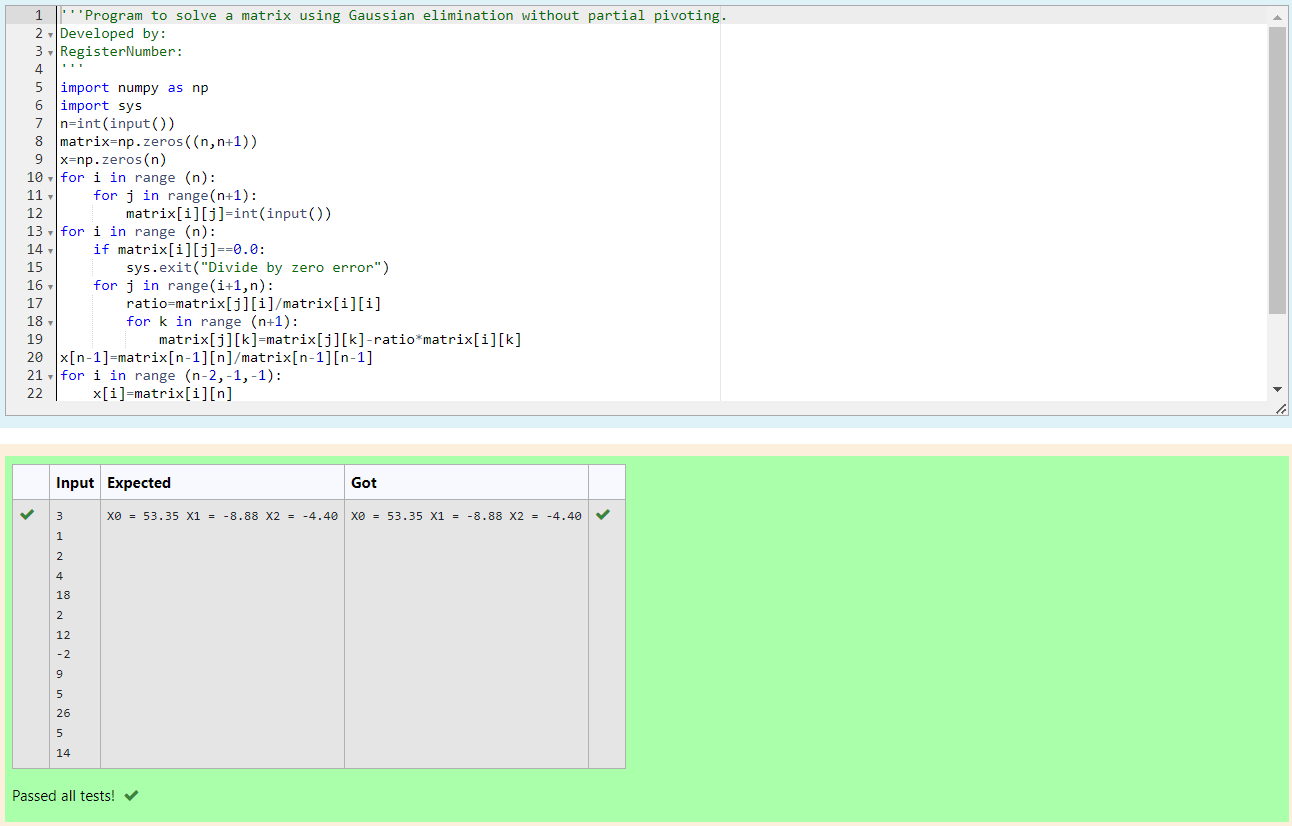 1 '''Program to solve a matrix using Gaussian elimination without partial pivoting.
2 Developed by:
3 RegisterNumber:
4 '''
5 import numpy as np
6 import sys
7 n=int(input())
8 matrix=np.zeros((n,n+1))
9 x=np.zeros(n)
10 for i in range (n):
11     for j in range(n+1):
12         matrix[i][j]=int(input())
13 for i in range (n):
14     if matrix[i][j]==0.0:
15         sys.exit("Divide by zero error")
16     for j in range(i+1,n):
17         ratio=matrix[j][i]/matrix[i][i]
18         for k in range (n+1):
19             matrix[j][k]=matrix[j][k]-ratio*matrix[i][k]
20 x[n-1]=matrix[n-1][n]/matrix[n-1][n-1]
21 for i in range (n-2,-1,-1):
22     x[i]=matrix[i][n]
Input Expected Got
3 X0 = 53.35 X1 = -8.88 X2 = -4.40 X0 = 53.35 X1 = -8.88 X2 = -4.40
1
2
4
18
2
12
-2
9
5
26
5
14
Passed all tests!